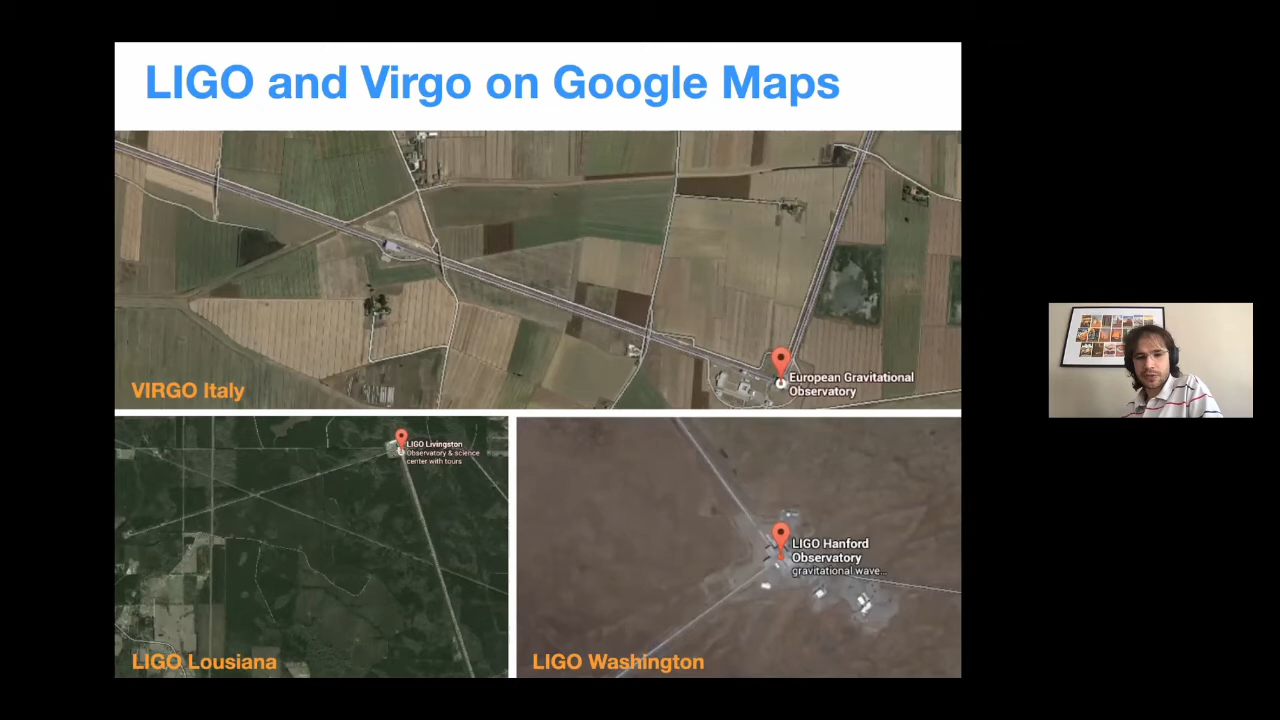 LIGO and Virgo on Google Maps
European Gravitational
Observatory
VIRGO Italy
LIGO Livingston
Observatory & science
center with tours
LIGO Lousiana
LIGO Hanford
Observatory
gravitational wave...
LIGO Washington